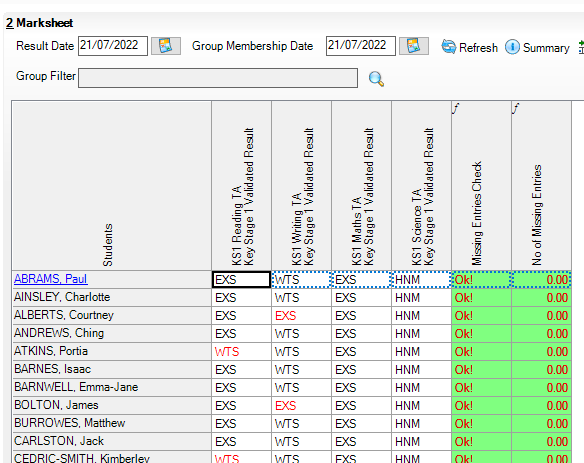 2 Marksheet
Result Date 21/07/2022 Group Membership Date 21/07/2022 Refresh Summary
Group Filter
Students
KS1 Reading TA
Key Stage 1 Validated Result
KS1 Writing TA
Key Stage 1 Validated Result
KS1 Maths TA
Key Stage 1 Validated Result
KS1 Science TA
Key Stage 1 Validated Result
f Missing Entries Check
f No of Missing Entries
ABRAMS, Paul EXS WTS EXS HNM Ok! 0.00
AINSLEY, Charlotte EXS WTS EXS HNM Ok! 0.00
ALBERTS, Courtney EXS EXS EXS HNM Ok! 0.00
ANDREWS, Ching EXS WTS EXS HNM Ok! 0.00
ATKINS, Portia WTS WTS EXS HNM Ok! 0.00
BARNES, Isaac EXS WTS EXS HNM Ok! 0.00
BARNWELL, Emma-Jane EXS WTS EXS HNM Ok! 0.00
BOLTON, James EXS EXS EXS HNM Ok! 0.00
BURROWES, Matthew EXS WTS EXS HNM Ok! 0.00
CARLSTON, Jack EXS WTS EXS HNM Ok! 0.00
CEDRIC-SMITH, Kimberley WTS WTS EXS HNM Ok! 0.00